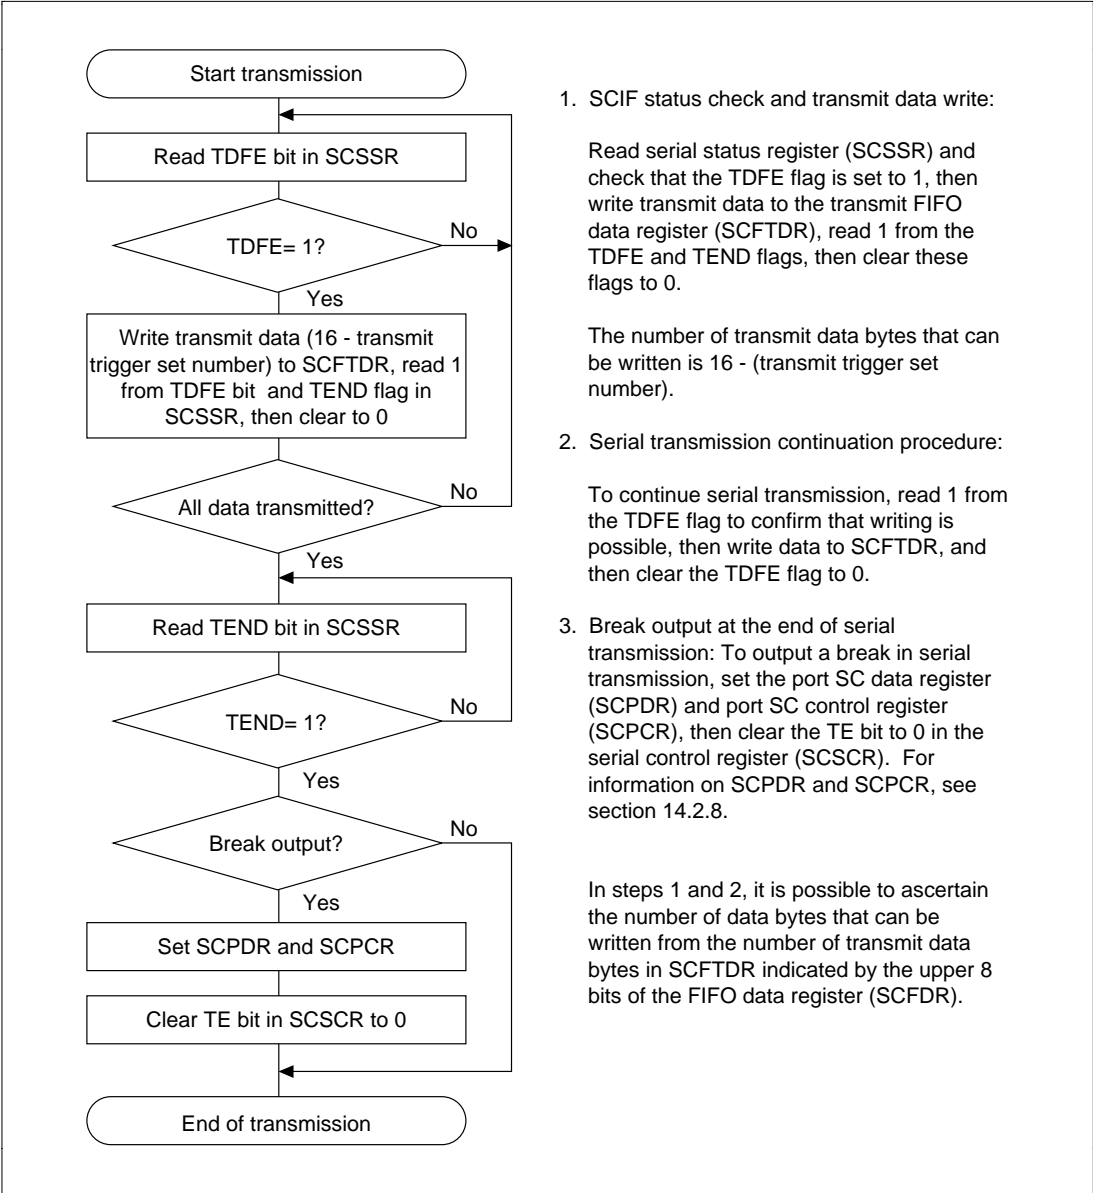 Start transmission
Read TDFE bit in SCSSR
TDFE= 1?
No
Yes
Write transmit data (16 - transmit
trigger set number) to SCFTDR, read 1
from TDFE bit  and TEND flag in
SCSSR, then clear to 0
All data transmitted?
No
Yes
Read TEND bit in SCSSR
TEND= 1?
No
Yes
Break output?
No
Yes
Set SCPDR and SCPCR
Clear TE bit in SCSCR to 0
End of transmission
1.  SCIF status check and transmit data write:
Read serial status register (SCSSR) and
check that the TDFE flag is set to 1, then
write transmit data to the transmit FIFO
data register (SCFTDR), read 1 from the
TDFE and TEND flags, then clear these
flags to 0.
The number of transmit data bytes that can
be written is 16 - (transmit trigger set
number).
2.  Serial transmission continuation procedure:
To continue serial transmission, read 1 from
the TDFE flag to confirm that writing is
possible, then write data to SCFTDR, and
then clear the TDFE flag to 0.
3.  Break output at the end of serial
transmission: To output a break in serial
transmission, set the port SC data register
(SCPDR) and port SC control register
(SCPCR), then clear the TE bit to 0 in the
serial control register (SCSCR).  For
information on SCPDR and SCPCR, see
section 14.2.8.
In steps 1 and 2, it is possible to ascertain
the number of data bytes that can be
written from the number of transmit data
bytes in SCFTDR indicated by the upper 8
bits of the FIFO data register (SCFDR).